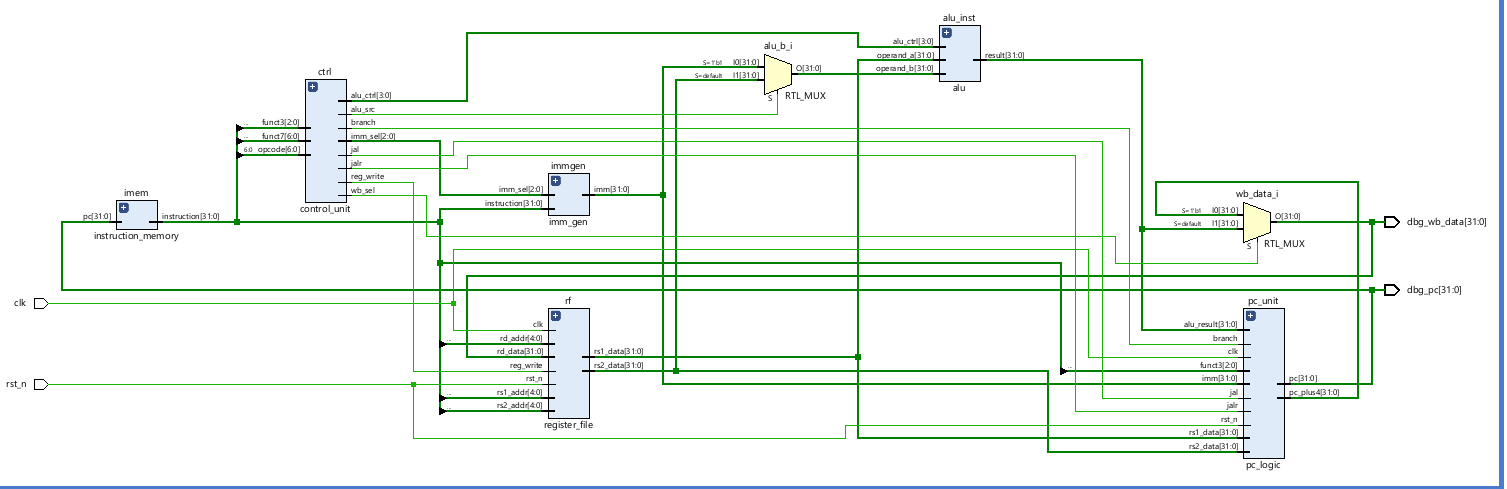 alu_inst
alu_ctrl[3:0]
operand_a[31:0]
operand_b[31:0]
result[31:0]
alu
alu_b_i
S=1'b1 I0[31:0]
S=default I1[31:0]
O[31:0]
S
RTL_MUX
ctrl
funct3[2:0]
funct7[6:0]
6:0 opcode[6:0]
alu_ctrl[3:0]
alu_src
branch
imm_sel[2:0]
jal
jalr
reg_write
wb_sel
control_unit
immgen
imm_sel[2:0]
instruction[31:0]
imm[31:0]
imm_gen
imem
pc[31:0]
instruction[31:0]
instruction_memory
wb_data_i
S=1'b1 I0[31:0]
S=default I1[31:0]
O[31:0]
S
RTL_MUX
dbg_wb_data[31:0]
dbg_pc[31:0]
clk
rst_n
rf
clk
rd_addr[4:0]
rd_data[31:0]
reg_write
rst_n
rs1_addr[4:0]
rs2_addr[4:0]
rs1_data[31:0]
rs2_data[31:0]
register_file
pc_unit
alu_result[31:0]
branch
clk
funct3[2:0]
imm[31:0]
jal
jalr
rst_n
rs1_data[31:0]
rs2_data[31:0]
pc[31:0]
pc_plus4[31:0]
pc_logic